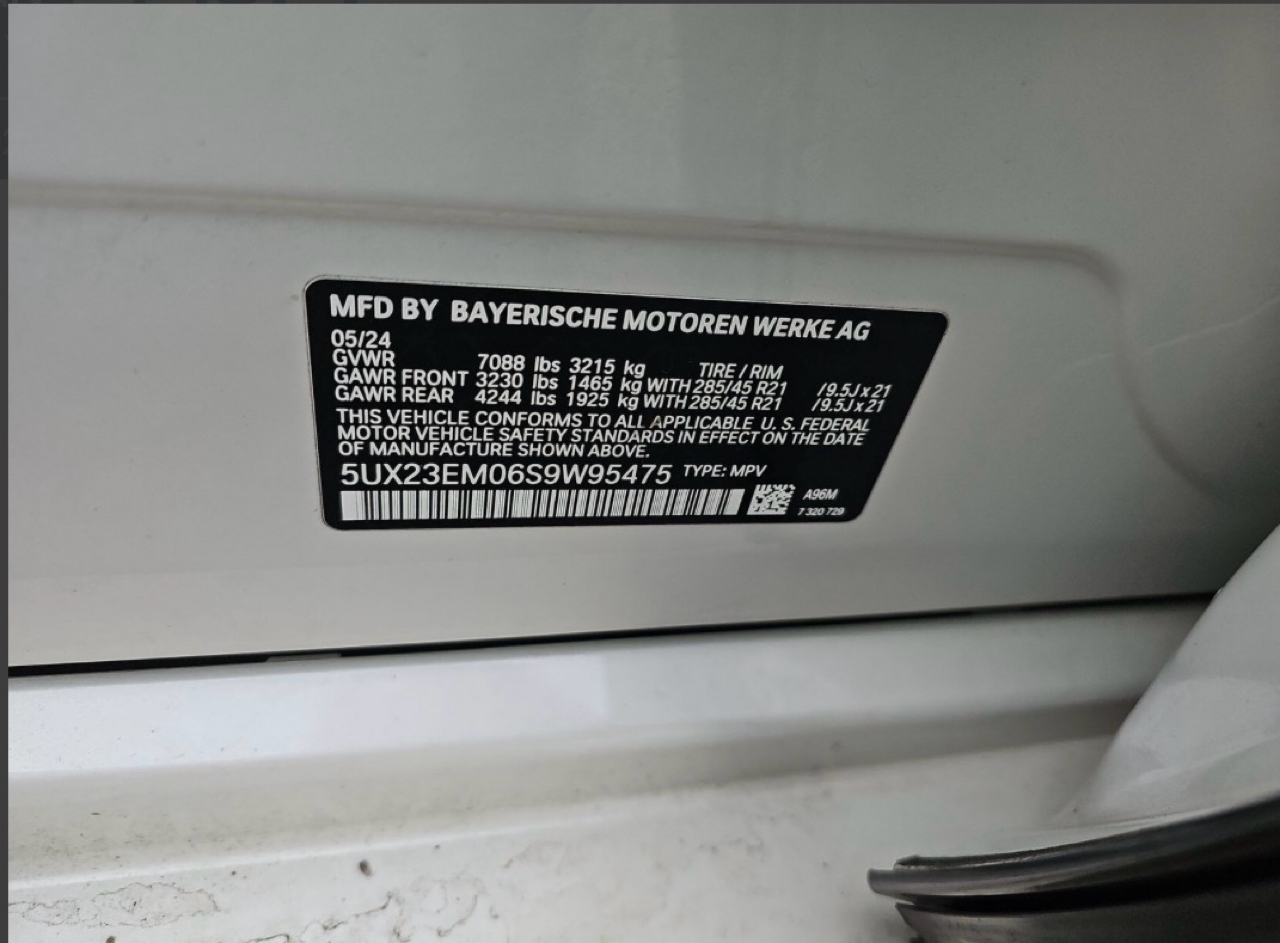 MFD BY BAYERISCHE MOTOREN WERKE AG
05/24
GVWR 7088 lbs 3215 kg TIRE / RIM
GAWR FRONT 3230 lbs 1465 kg WITH 285/45 R21 /9.5J x 21
GAWR REAR 4244 lbs 1925 kg WITH 285/45 R21 /9.5J x 21
THIS VEHICLE CONFORMS TO ALL APPLICABLE U. S. FEDERAL
MOTOR VEHICLE SAFETY STANDARDS IN EFFECT ON THE DATE
OF MANUFACTURE SHOWN ABOVE.
5UX23EM06S9W95475 TYPE: MPV
A96M
7 320 729